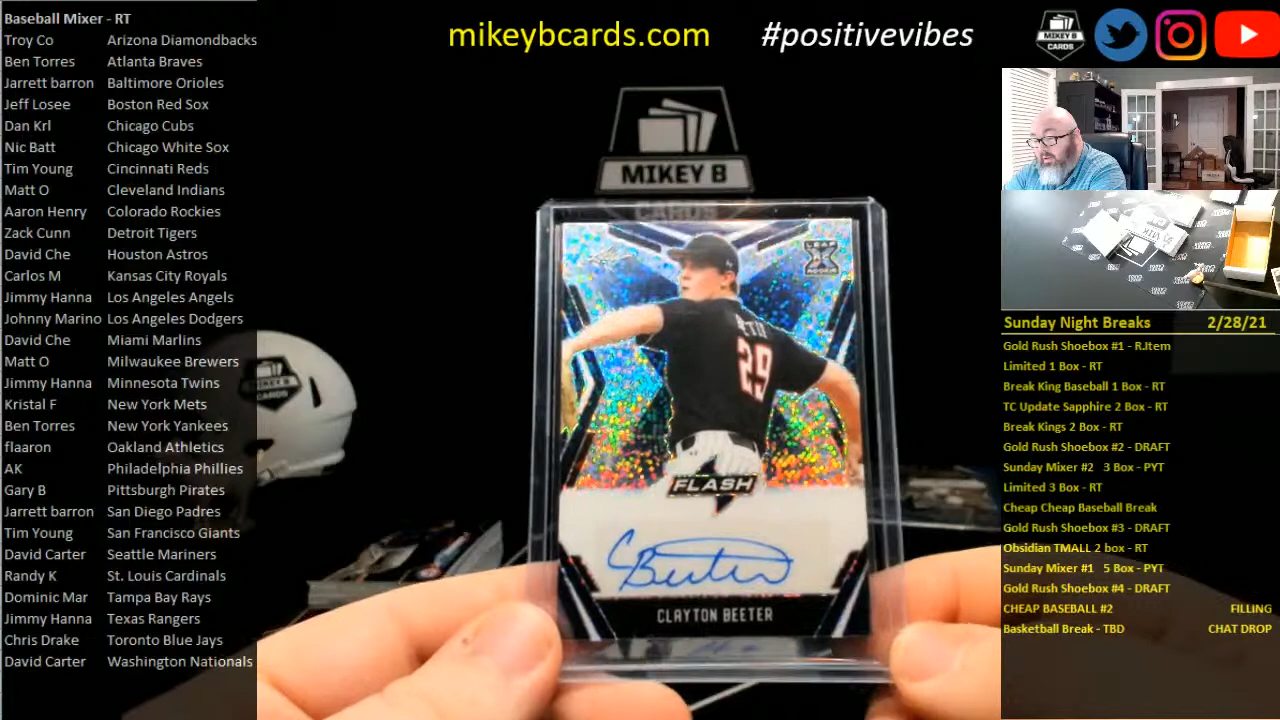 Baseball Mixer - RT
Troy Co Arizona Diamondbacks
Ben Torres Atlanta Braves
Jarrett barron Baltimore Orioles
Jeff Losee Boston Red Sox
Dan Krl Chicago Cubs
Nic Batt Chicago White Sox
Tim Young Cincinnati Reds
Matt O Cleveland Indians
Aaron Henry Colorado Rockies
Zack Cunn Detroit Tigers
David Che Houston Astros
Carlos M Kansas City Royals
Jimmy Hanna Los Angeles Angels
Johnny Marino Los Angeles Dodgers
David Che Miami Marlins
Matt O Milwaukee Brewers
Jimmy Hanna Minnesota Twins
Kristal F New York Mets
Ben Torres New York Yankees
flaaron Oakland Athletics
AK Philadelphia Phillies
Gary B Pittsburgh Pirates
Jarrett barron San Diego Padres
Tim Young San Francisco Giants
David Carter Seattle Mariners
Randy K St. Louis Cardinals
Dominic Mar Tampa Bay Rays
Jimmy Hanna Texas Rangers
Chris Drake Toronto Blue Jays
David Carter Washington Nationals
mikeybcards.com #positivevibes
MIKEY B
CARDS
MIKEY B
CARDS
LEAF
ROOKIE
29
FLASH
CBeeter
CLAYTON BEETER
MIKEY B
CARDS
Sunday Night Breaks 2/28/21
Gold Rush Shoebox #1 - R.Item
Limited 1 Box - RT
Break King Baseball 1 Box - RT
TC Update Sapphire 2 Box - RT
Break Kings 2 Box - RT
Gold Rush Shoebox #2 - DRAFT
Sunday Mixer #2 3 Box - PYT
Limited 3 Box - RT
Cheap Cheap Baseball Break
Gold Rush Shoebox #3 - DRAFT
Obsidian TMALL 2 box - RT
Sunday Mixer #1 5 Box - PYT
Gold Rush Shoebox #4 - DRAFT
CHEAP BASEBALL #2 FILLING
Basketball Break - TBD CHAT DROP